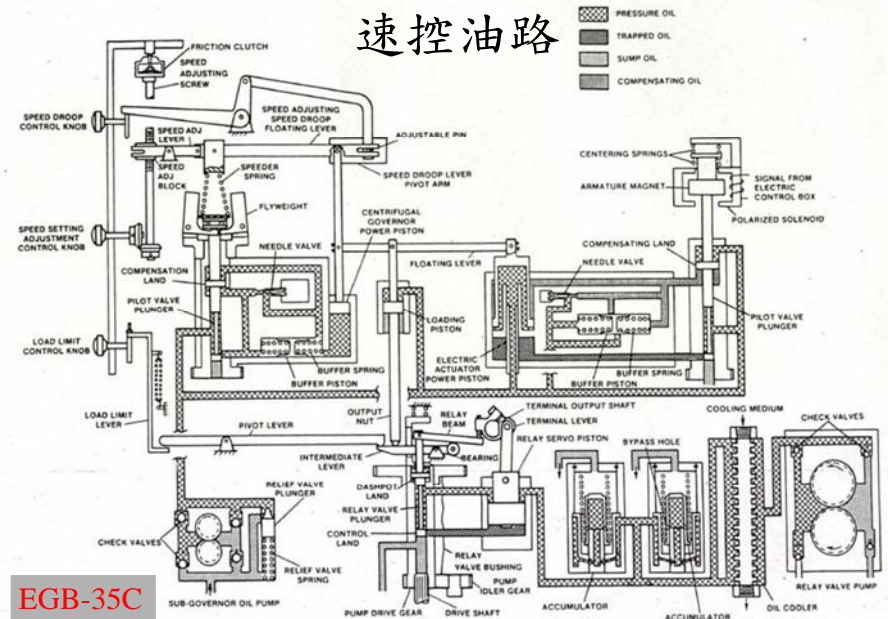 速控油路
PRESSURE OIL
TRAPPED OIL
SUMP OIL
COMPENSATING OIL
FRICTION CLUTCH
SPEED
ADJUSTING
SCREW
SPEED DROOP
CONTROL KNOB
SPEED ADJ
LEVER
SPEED ADJUSTING
SPEED DROOP
FLOATING LEVER
ADJUSTABLE PIN
SPEED
ADJ
BLOCK
SPEEDER
SPRING
SPEED DROOP LEVER
PIVOT ARM
CENTERING SPRINGS
ARMATURE MAGNET
SIGNAL FROM
ELECTRIC
CONTROL BOX
POLARIZED SOLENOID
FLYWEIGHT
CENTRIFUGAL
GOVERNOR
POWER PISTON
SPEED SETTING
ADJUSTMENT
CONTROL KNOB
NEEDLE VALVE
FLOATING LEVER
COMPENSATING LAND
NEEDLE VALVE
COMPENSATION
LAND
PILOT VALVE
PLUNGER
LOADING
PISTON
PILOT VALVE
PLUNGER
LOAD LIMIT
CONTROL KNOB
BUFFER SPRING
BUFFER PISTON
ELECTRIC
ACTUATOR
POWER PISTON
BUFFER SPRING
BUFFER PISTON
LOAD LIMIT
LEVER
PIVOT LEVER
OUTPUT
NUT
RELAY
BEAM
TERMINAL OUTPUT SHAFT
TERMINAL LEVER
RELAY SERVO PISTON
BYPASS HOLE
COOLING MEDIUM
CHECK VALVES
INTERMEDIATE
LEVER
BEARING
DASHPOT
LAND
RELIEF VALVE
PLUNGER
RELAY VALVE
PLUNGER
CONTROL
LAND
CHECK VALVES
RELIEF VALVE
SPRING
RELAY
VALVE BUSHING
PUMP
IDLER GEAR
SUB-GOVERNOR OIL PUMP
PUMP DRIVE GEAR
DRIVE SHAFT
ACCUMULATOR
ACCUMULATOR
OIL COOLER
RELAY VALVE PUMP
EGB-35C